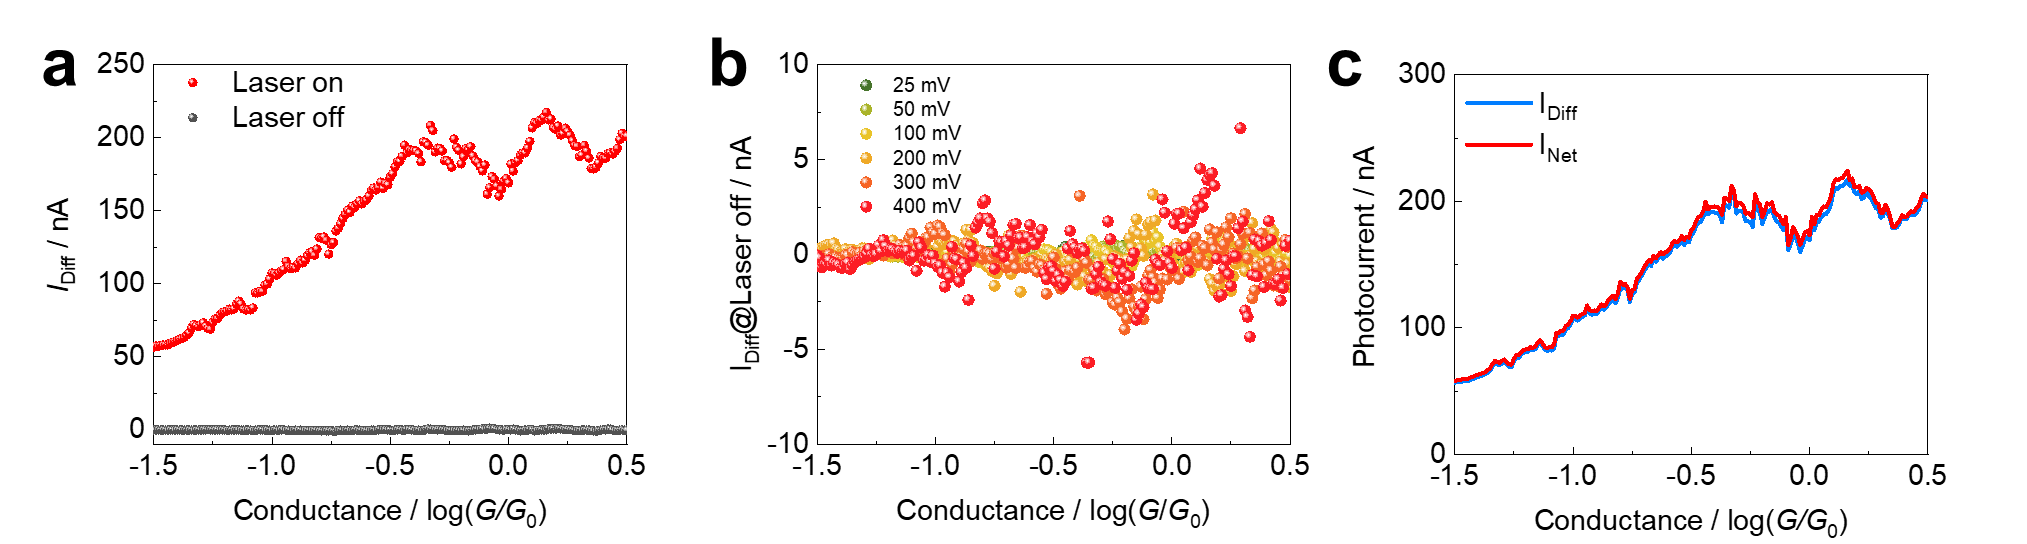 a
250
200
150
100
50
0
I_Diff / nA
Laser on
Laser off
-1.5 -1.0 -0.5 0.0 0.5
Conductance / log(G/G_0)
b
10
5
0
-5
-10
I_Diff@Laser off / nA
25 mV
50 mV
100 mV
200 mV
300 mV
400 mV
-1.5 -1.0 -0.5 0.0 0.5
Conductance / log(G/G_0)
c
300
200
100
0
Photocurrent / nA
I_Diff
I_Net
-1.5 -1.0 -0.5 0.0 0.5
Conductance / log(G/G_0)